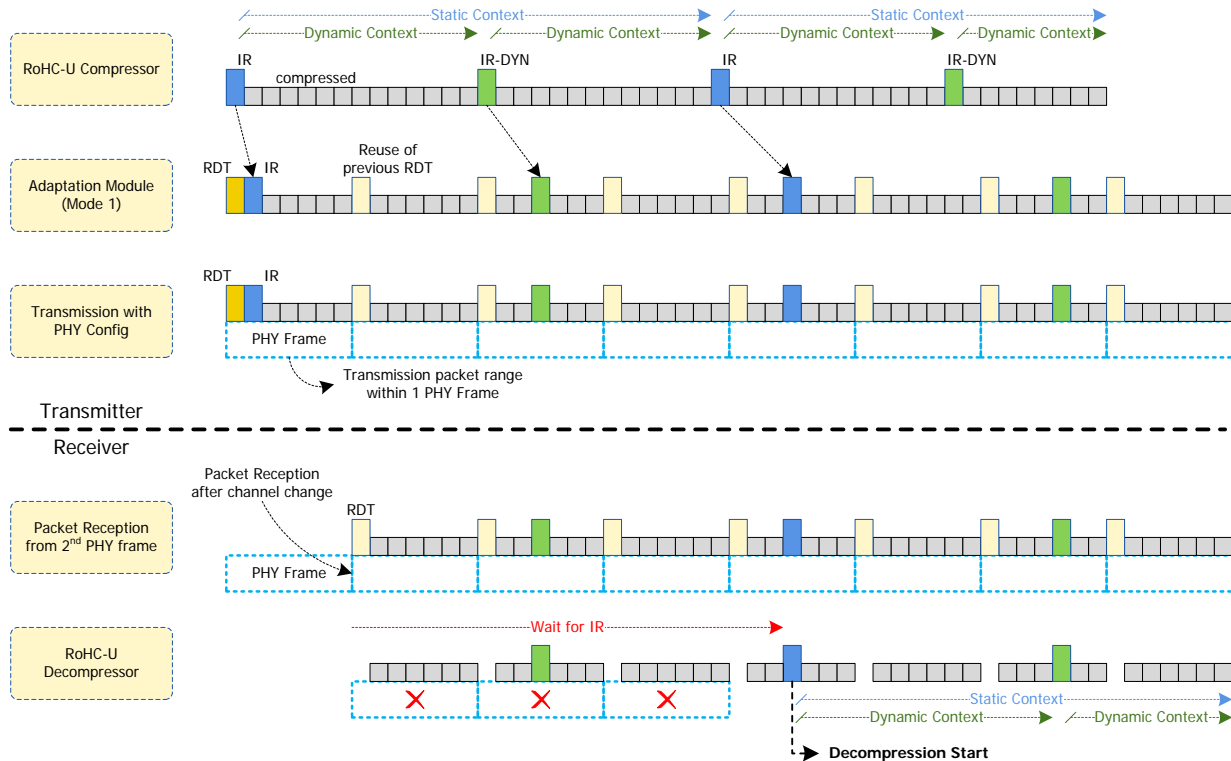 Static Context
Static Context
Dynamic Context
Dynamic Context
Dynamic Context
Dynamic Context
RoHC-U Compressor
IR
compressed
IR-DYN
IR
IR-DYN
Adaptation Module
(Mode 1)
RDT
IR
Reuse of
previous RDT
Transmission with
PHY Config
RDT
IR
PHY Frame
Transmission packet range
within 1 PHY Frame
Transmitter
Receiver
Packet Reception
after channel change
Packet Reception
from 2nd PHY frame
RDT
PHY Frame
RoHC-U
Decompressor
Wait for IR
Static Context
Dynamic Context
Dynamic Context
Decompression Start